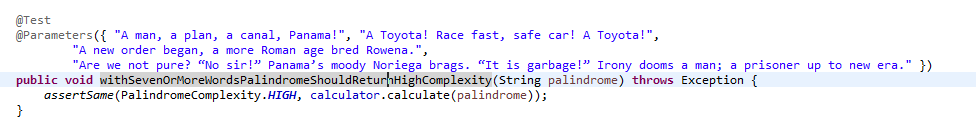 @Test
@Parameters({ "A man, a plan, a canal, Panama!", "A Toyota! Race fast, safe car! A Toyota!",
"A new order began, a more Roman age bred Rowena.",
"Are we not pure? “No sir!” Panama’s moody Noriega brags. “It is garbage!” Irony dooms a man; a prisoner up to new era." })
public void withSevenOrMoreWordsPalindromeShouldReturnHighComplexity(String palindrome) throws Exception {
assertSame(PalindromeComplexity.HIGH, calculator.calculate(palindrome));
}